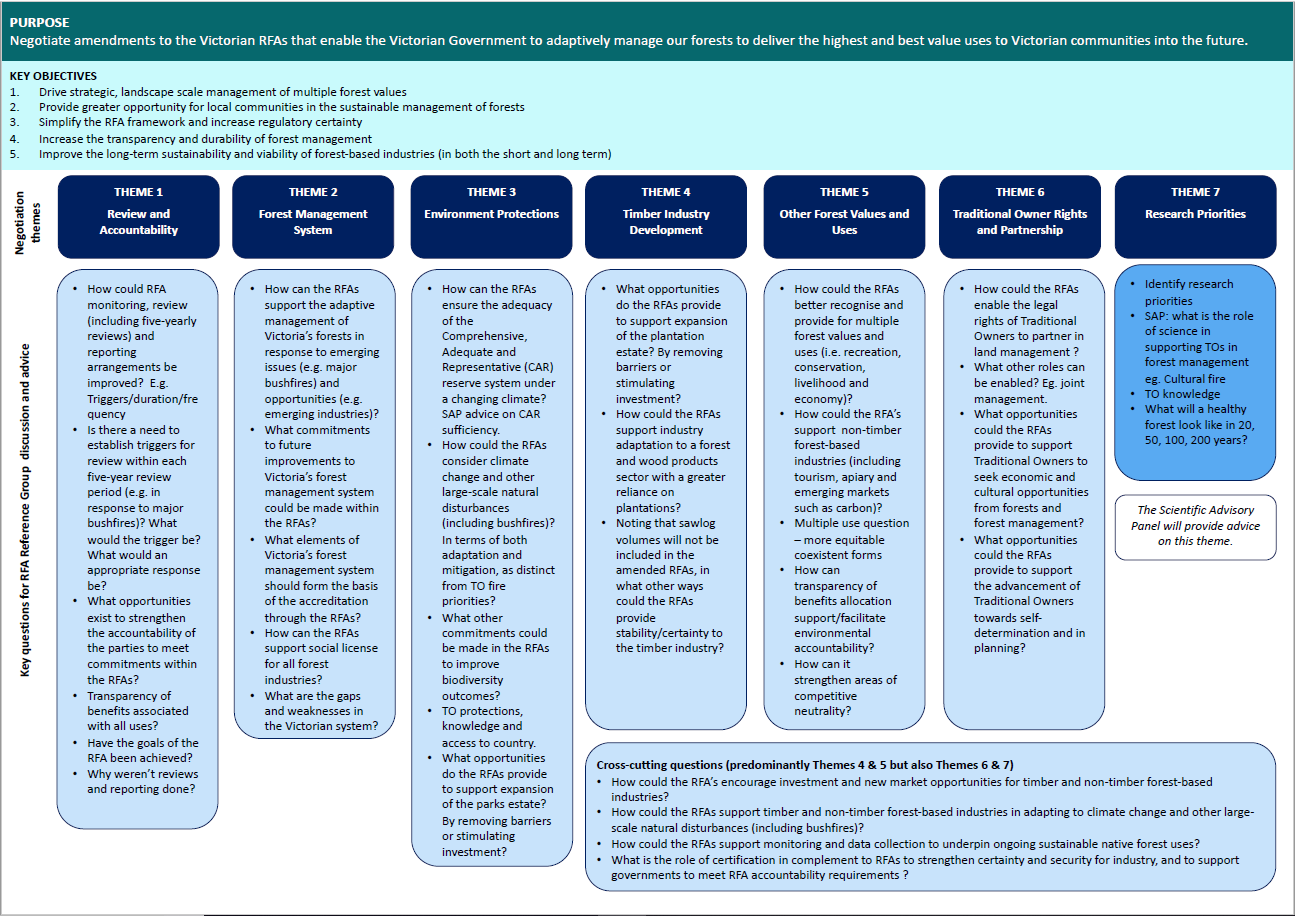 PURPOSE
Negotiate amendments to the Victorian RFAs that enable the Victorian Government to adaptively manage our forests to deliver the highest and best value uses to Victorian communities into the future.
KEY OBJECTIVES
1. Drive strategic, landscape scale management of multiple forest values
2. Provide greater opportunity for local communities in the sustainable management of forests
3. Simplify the RFA framework and increase regulatory certainty
4. Increase the transparency and durability of forest management
5. Improve the long-term sustainability and viability of forest-based industries (in both the short and long term)
Negotiation
themes
THEME 1
Review and
Accountability
THEME 2
Forest Management
System
THEME 3
Environment Protections
THEME 4
Timber Industry
Development
THEME 5
Other Forest Values and
Uses
THEME 6
Traditional Owner Rights
and Partnership
THEME 7
Research Priorities
Key questions for RFA Reference Group discussion and advice
• How could RFA
monitoring, review
(including five-yearly
reviews) and
reporting
arrangements be
improved? E.g.
Triggers/duration/fre
quency
• Is there a need to
establish triggers for
review within each
five-year review
period (e.g. in
response to major
bushfires)? What
would the trigger be?
What would an
appropriate response
be?
• What opportunities
exist to strengthen
the accountability of
the parties to meet
commitments within
the RFAs?
• Transparency of
benefits associated
with all uses?
• Have the goals of the
RFA been achieved?
• Why weren't reviews
and reporting done?
• How can the RFAs
support the adaptive
management of
Victoria's forests in
response to emerging
issues (e.g. major
bushfires) and
opportunities (e.g.
emerging industries)?
• What commitments
to future
improvements to
Victoria's forest
management system
could be made within
the RFAs?
• What elements of
Victoria's forest
management system
should form the basis
of the accreditation
through the RFAs?
• How can the RFAs
support social license
for all forest
industries?
• What are the gaps
and weaknesses in
the Victorian system?
• How can the RFAs
ensure the adequacy
of the
Comprehensive,
Adequate and
Representative (CAR)
reserve system under
a changing climate?
SAP advice on CAR
sufficiency.
• How could the RFAs
consider climate
change and other
large-scale natural
disturbances
(including bushfires)?
In terms of both
adaptation and
mitigation, as distinct
from TO fire
priorities?
• What other
commitments could
be made in the RFAs
to improve
biodiversity
outcomes?
• TO protections,
knowledge and
access to country.
• What opportunities
do the RFAs provide
to support expansion
of the parks estate?
By removing barriers
or stimulating
investment?
• What opportunities
do the RFAs provide
to support expansion
of the plantation
estate? By removing
barriers or
stimulating
investment?
• How could the RFAs
support industry
adaptation to a forest
and wood products
sector with a greater
reliance on
plantations?
• Noting that sawlog
volumes will not be
included in the
amended RFAs, in
what other ways
could the RFAs
provide
stability/certainty to
the timber industry?
• How could the RFAs
better recognise and
provide for multiple
forest values and
uses (i.e. recreation,
conservation,
livelihood and
economy)?
• How could the RFA's
support non-timber
forest-based
industries (including
tourism, apiary and
emerging markets
such as carbon)?
• Multiple use question
– more equitable
coexistent forms
• How can
transparency of
benefits allocation
support/facilitate
environmental
accountability?
• How can it
strengthen areas of
competitive
neutrality?
• How could the RFAs
enable the legal
rights of Traditional
Owners to partner in
land management ?
• What other roles can
be enabled? Eg. joint
management.
• What opportunities
could the RFAs
provide to support
Traditional Owners to
seek economic and
cultural opportunities
from forests and
forest management?
• What opportunities
could the RFAs
provide to support
the advancement of
Traditional Owners
towards self-
determination and in
planning?
• Identify research
priorities
• SAP: what is the role
of science in
supporting TOs in
forest management
eg. Cultural fire
• TO knowledge
• What will a healthy
forest look like in 20,
50, 100, 200 years?
The Scientific Advisory
Panel will provide advice
on this theme.
Cross-cutting questions (predominantly Themes 4 & 5 but also Themes 6 & 7)
• How could the RFA's encourage investment and new market opportunities for timber and non-timber forest-based
industries?
• How could the RFAs support timber and non-timber forest-based industries in adapting to climate change and other large-
scale natural disturbances (including bushfires)?
• How could the RFAs support monitoring and data collection to underpin ongoing sustainable native forest uses?
• What is the role of certification in complement to RFAs to strengthen certainty and security for industry, and to support
governments to meet RFA accountability requirements ?